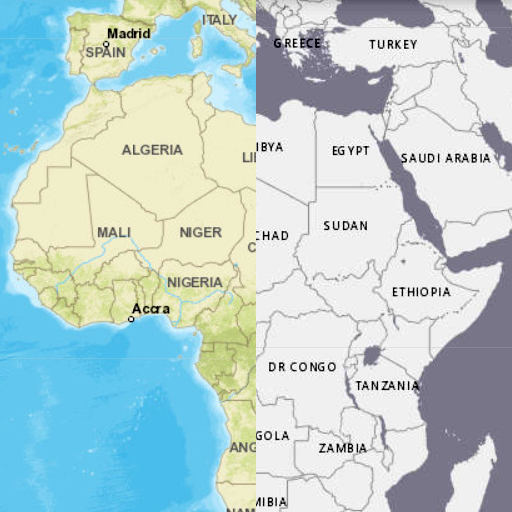 ITALY
Madrid
SPAIN
GREECE
TURKEY
ALGERIA
LI
IBYA
EGYPT
SAUDI ARABIA
MALI
NIGER
C
CHAD
SUDAN
NIGERIA
ETHIOPIA
Accra
DR CONGO
TANZANIA
ANG
GOLA
ZAMBIA
MIBIA